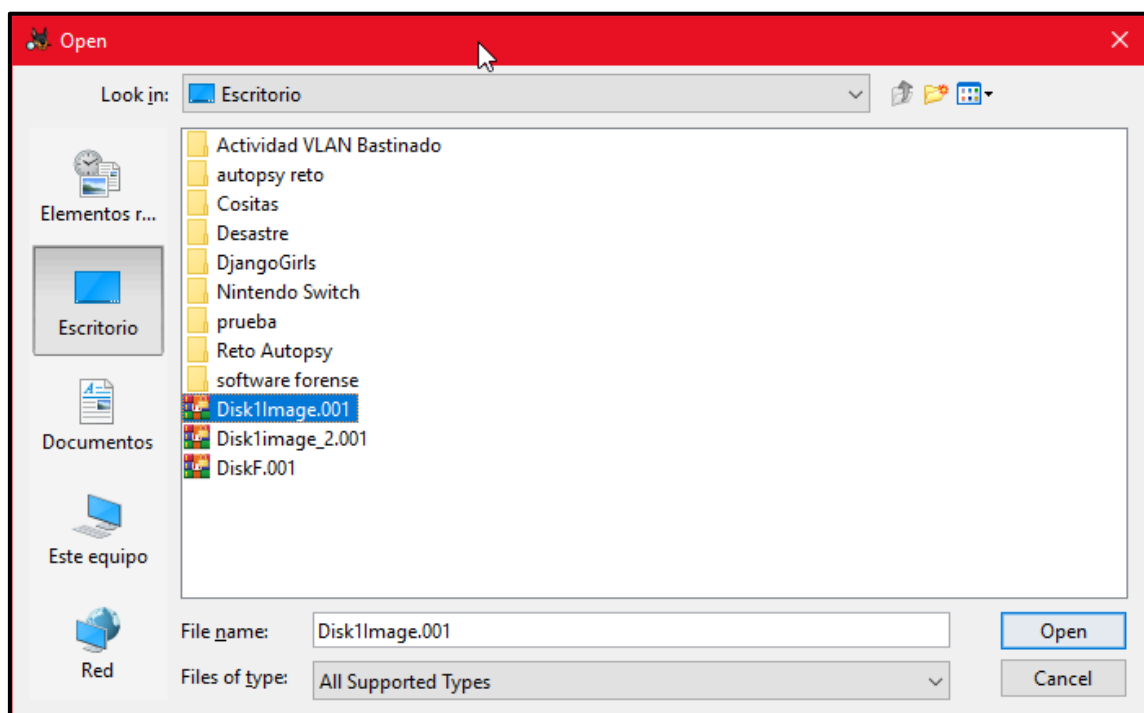 Open
Look in:
Escritorio
Elementos r...
Escritorio
Documentos
Este equipo
Red
Actividad VLAN Bastinado
autopsy reto
Cositas
Desastre
DjangoGirls
Nintendo Switch
prueba
Reto Autopsy
software forense
Disk1Image.001
Disk1image_2.001
DiskF.001
File name:
Disk1Image.001
Open
Files of type:
All Supported Types
Cancel